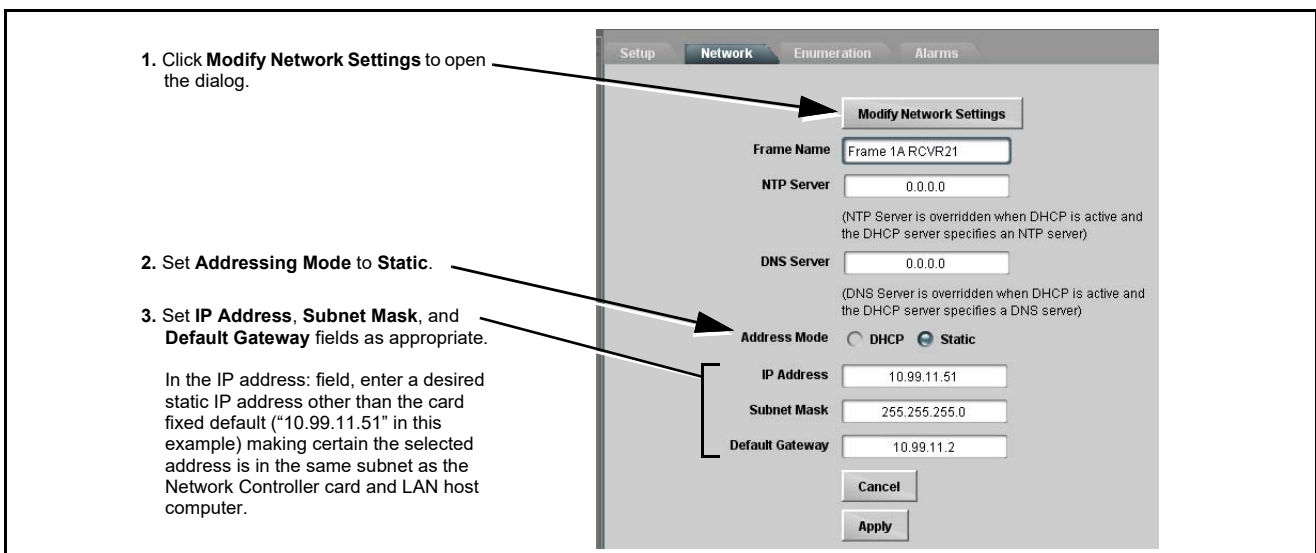 1. Click Modify Network Settings to open
the dialog.
2. Set Addressing Mode to Static.
3. Set IP Address, Subnet Mask, and
Default Gateway fields as appropriate.
In the IP address: field, enter a desired
static IP address other than the card
fixed default (“10.99.11.51” in this
example) making certain the selected
address is in the same subnet as the
Network Controller card and LAN host
computer.
Setup Network Enumeration Alarms
Modify Network Settings
Frame Name Frame 1A RCVR21
NTP Server 0.0.0.0
(NTP Server is overridden when DHCP is active and
the DHCP server specifies an NTP server)
DNS Server 0.0.0.0
(DNS Server is overridden when DHCP is active and
the DHCP server specifies a DNS server)
Address Mode DHCP Static
IP Address 10.99.11.51
Subnet Mask 255.255.255.0
Default Gateway 10.99.11.2
Cancel
Apply